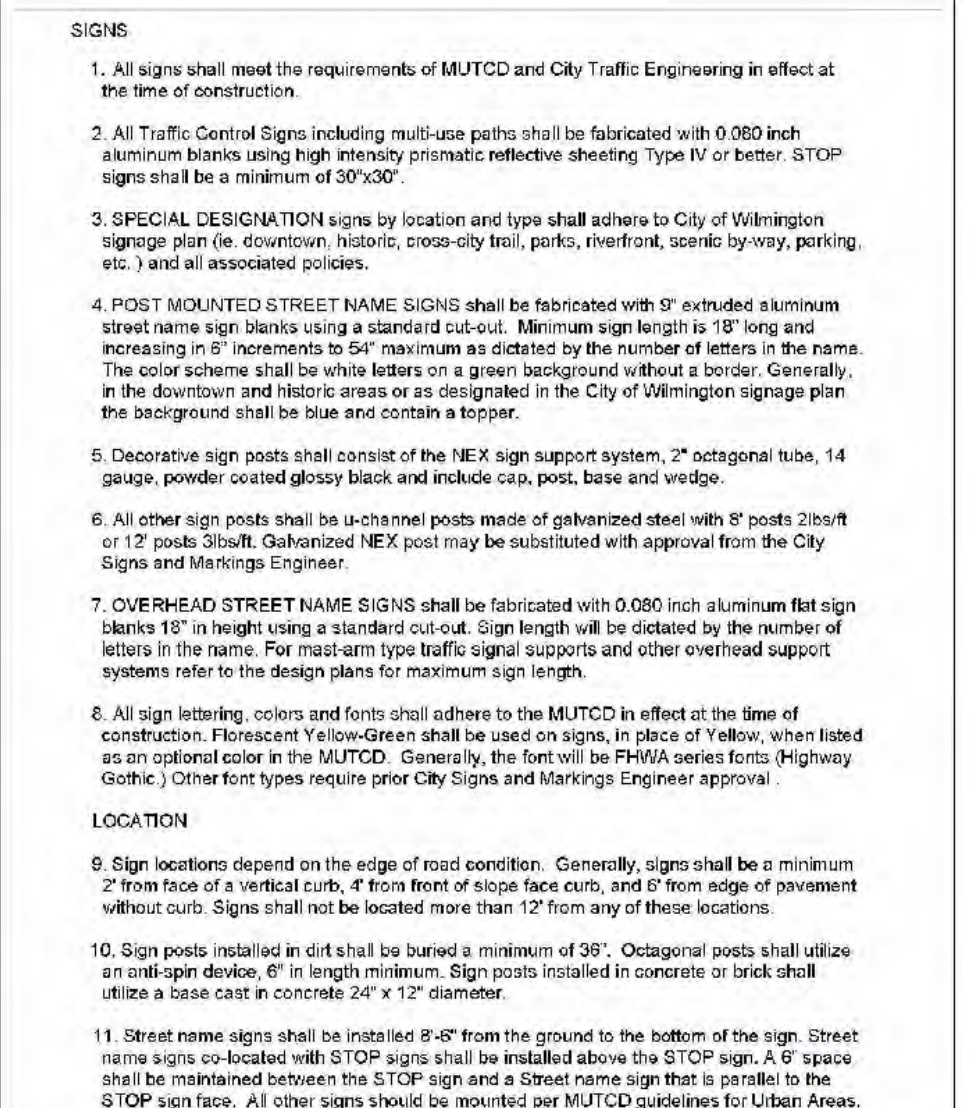 SIGNS
1. All signs shall meet the requirements of MUTCD and City Traffic Engineering in effect at
the time of construction.
2. All Traffic Control Signs including multi-use paths shall be fabricated with 0.080 inch
aluminum blanks using high intensity prismatic reflective sheeting Type IV or better. STOP
signs shall be a minimum of 30"x30".
3. SPECIAL DESIGNATION signs by location and type shall adhere to City of Wilmington
signage plan (ie. downtown, historic, cross-city trail, parks, riverfront, scenic by-way, parking,
etc. ) and all associated policies.
4. POST MOUNTED STREET NAME SIGNS shall be fabricated with 9" extruded aluminum
street name sign blanks using a standard cut-out. Minimum sign length is 18" long and
increasing in 6" increments to 54" maximum as dictated by the number of letters in the name.
The color scheme shall be white letters on a green background without a border. Generally,
in the downtown and historic areas or as designated in the City of Wilmington signage plan
the background shall be blue and contain a topper.
5. Decorative sign posts shall consist of the NEX sign support system, 2" octagonal tube, 14
gauge, powder coated glossy black and include cap, post, base and wedge.
6. All other sign posts shall be u-channel posts made of galvanized steel with 8' posts 2lbs/ft
or 12' posts 3lbs/ft. Galvanized NEX post may be substituted with approval from the City
Signs and Markings Engineer.
7. OVERHEAD STREET NAME SIGNS shall be fabricated with 0.080 inch aluminum flat sign
blanks 18" in height using a standard cut-out. Sign length will be dictated by the number of
letters in the name. For mast-arm type traffic signal supports and other overhead support
systems refer to the design plans for maximum sign length.
8. All sign lettering, colors and fonts shall adhere to the MUTCD in effect at the time of
construction. Florescent Yellow-Green shall be used on signs, in place of Yellow, when listed
as an optional color in the MUTCD. Generally, the font will be FHWA series fonts (Highway
Gothic.) Other font types require prior City Signs and Markings Engineer approval .
LOCATION
9. Sign locations depend on the edge of road condition. Generally, signs shall be a minimum
2' from face of a vertical curb, 4' from front of slope face curb, and 6' from edge of pavement
without curb. Signs shall not be located more than 12' from any of these locations.
10. Sign posts installed in dirt shall be buried a minimum of 36". Octagonal posts shall utilize
an anti-spin device, 6" in length minimum. Sign posts installed in concrete or brick shall
utilize a base cast in concrete 24" x 12" diameter.
11. Street name signs shall be installed 8'-6" from the ground to the bottom of the sign. Street
name signs co-located with STOP signs shall be installed above the STOP sign. A 6" space
shall be maintained between the STOP sign and a Street name sign that is parallel to the
STOP sign face. All other signs should be mounted per MUTCD guidelines for Urban Areas.